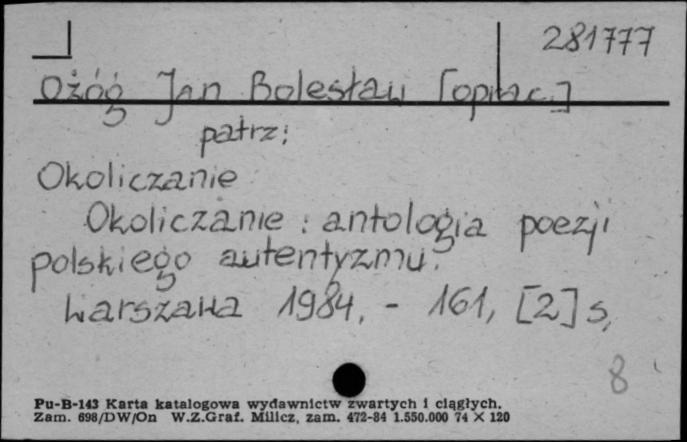 281777
Ożóg Jan Bolesław [oprac.]
patrz:
Okoliczanie
Okoliczanie : antologia poezji
polskiego autentyzmu.
Warszawa 1984, - 161, [2] s.
8
Pu-B-143 Karta katalogowa wydawnictw zwartych i ciągłych.
Zam. 698/DW/On W.Z.Graf. Milicz, zam. 472-84 1.550.000 74 × 120